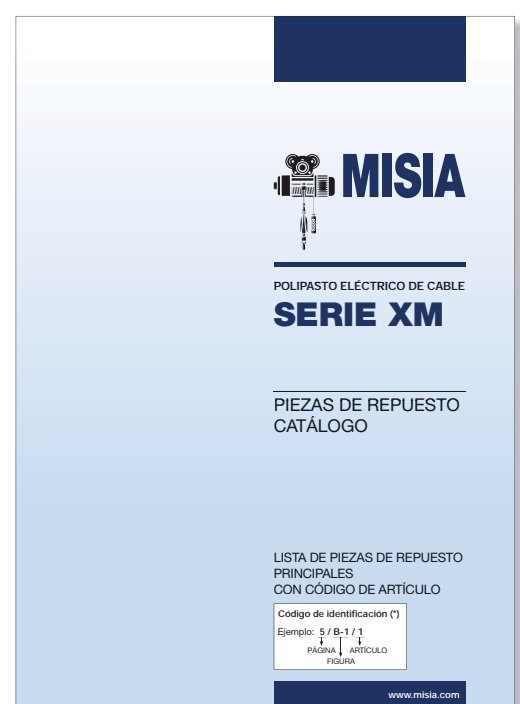 MISIA
POLIPASTO ELÉCTRICO DE CABLE
SERIE XM
PIEZAS DE REPUESTO
CATÁLOGO
LISTA DE PIEZAS DE REPUESTO
PRINCIPALES
CON CÓDIGO DE ARTÍCULO
Código de identificación (*)
Ejemplo: 5 / B-1 / 1
PÁGINA ARTÍCULO
FIGURA
www.misia.com